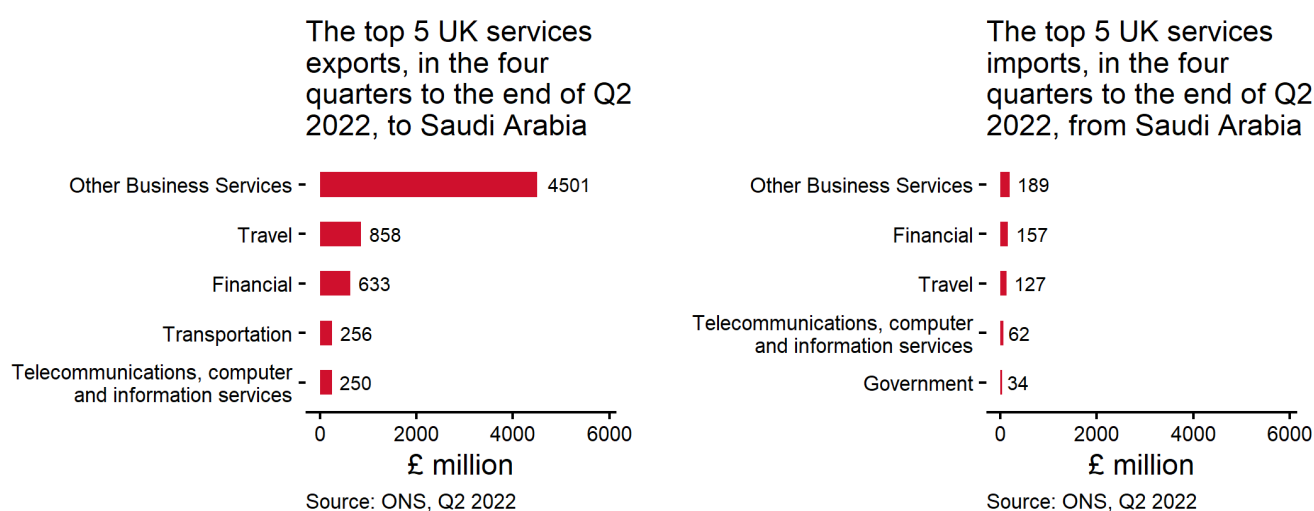 The top 5 UK services
exports, in the four
quarters to the end of Q2
2022, to Saudi Arabia
Other Business Services
4501
Travel
858
Financial
633
Transportation
256
Telecommunications, computer
and information services
250
0 2000 4000 6000
£ million
Source: ONS, Q2 2022
The top 5 UK services
imports, in the four
quarters to the end of Q2
2022, from Saudi Arabia
Other Business Services
189
Financial
157
Travel
127
Telecommunications, computer
and information services
62
Government
34
0 2000 4000 6000
£ million
Source: ONS, Q2 2022